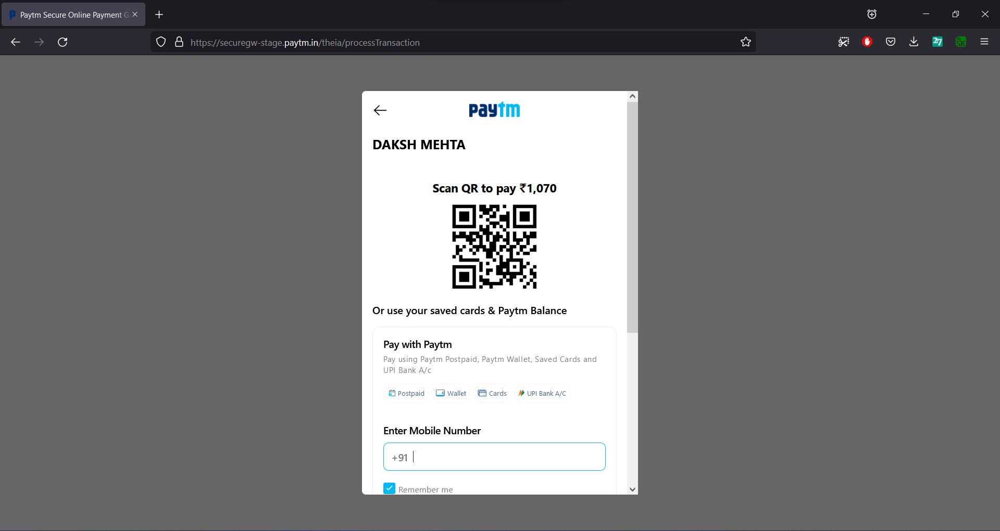 Paytm Secure Online Payment G
https://securegw-stage.paytm.in/theia/processTransaction
27
paytm
DAKSH MEHTA
Scan QR to pay ₹1,070
Or use your saved cards & Paytm Balance
Pay with Paytm
Pay using Paytm Postpaid, Paytm Wallet, Saved Cards and
UPI Bank A/c
Postpaid Wallet Cards UPI Bank A/C
Enter Mobile Number
+91
Remember me